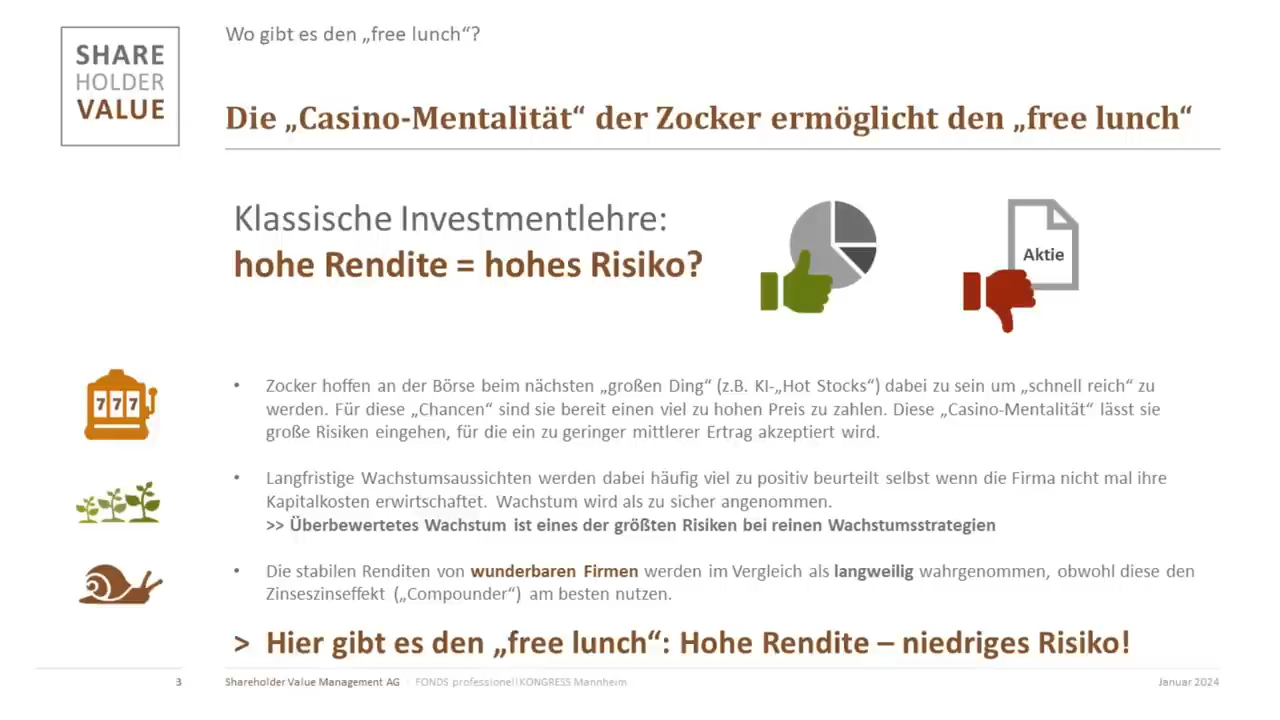 SHARE
HOLDER
VALUE
Wo gibt es den „free lunch“?
Die „Casino-Mentalität“ der Zocker ermöglicht den „free lunch“
Klassische Investmentlehre:
hohe Rendite = hohes Risiko?
Aktie
777
• Zocker hoffen an der Börse beim nächsten „großen Ding“ (z.B. KI-„Hot Stocks“) dabei zu sein um „schnell reich“ zu
werden. Für diese „Chancen“ sind sie bereit einen viel zu hohen Preis zu zahlen. Diese „Casino-Mentalität“ lässt sie
große Risiken eingehen, für die ein zu geringer mittlerer Ertrag akzeptiert wird.
• Langfristige Wachstumsaussichten werden dabei häufig viel zu positiv beurteilt selbst wenn die Firma nicht mal ihre
Kapitalkosten erwirtschaftet. Wachstum wird als zu sicher angenommen.
>> Überbewertetes Wachstum ist eines der größten Risiken bei reinen Wachstumsstrategien
• Die stabilen Renditen von wunderbaren Firmen werden im Vergleich als langweilig wahrgenommen, obwohl diese den
Zinseszinseffekt („Compounder“) am besten nutzen.
> Hier gibt es den „free lunch“: Hohe Rendite – niedriges Risiko!
3
Shareholder Value Management AG · FONDS professionell KONGRESS Mannheim
Januar 2024